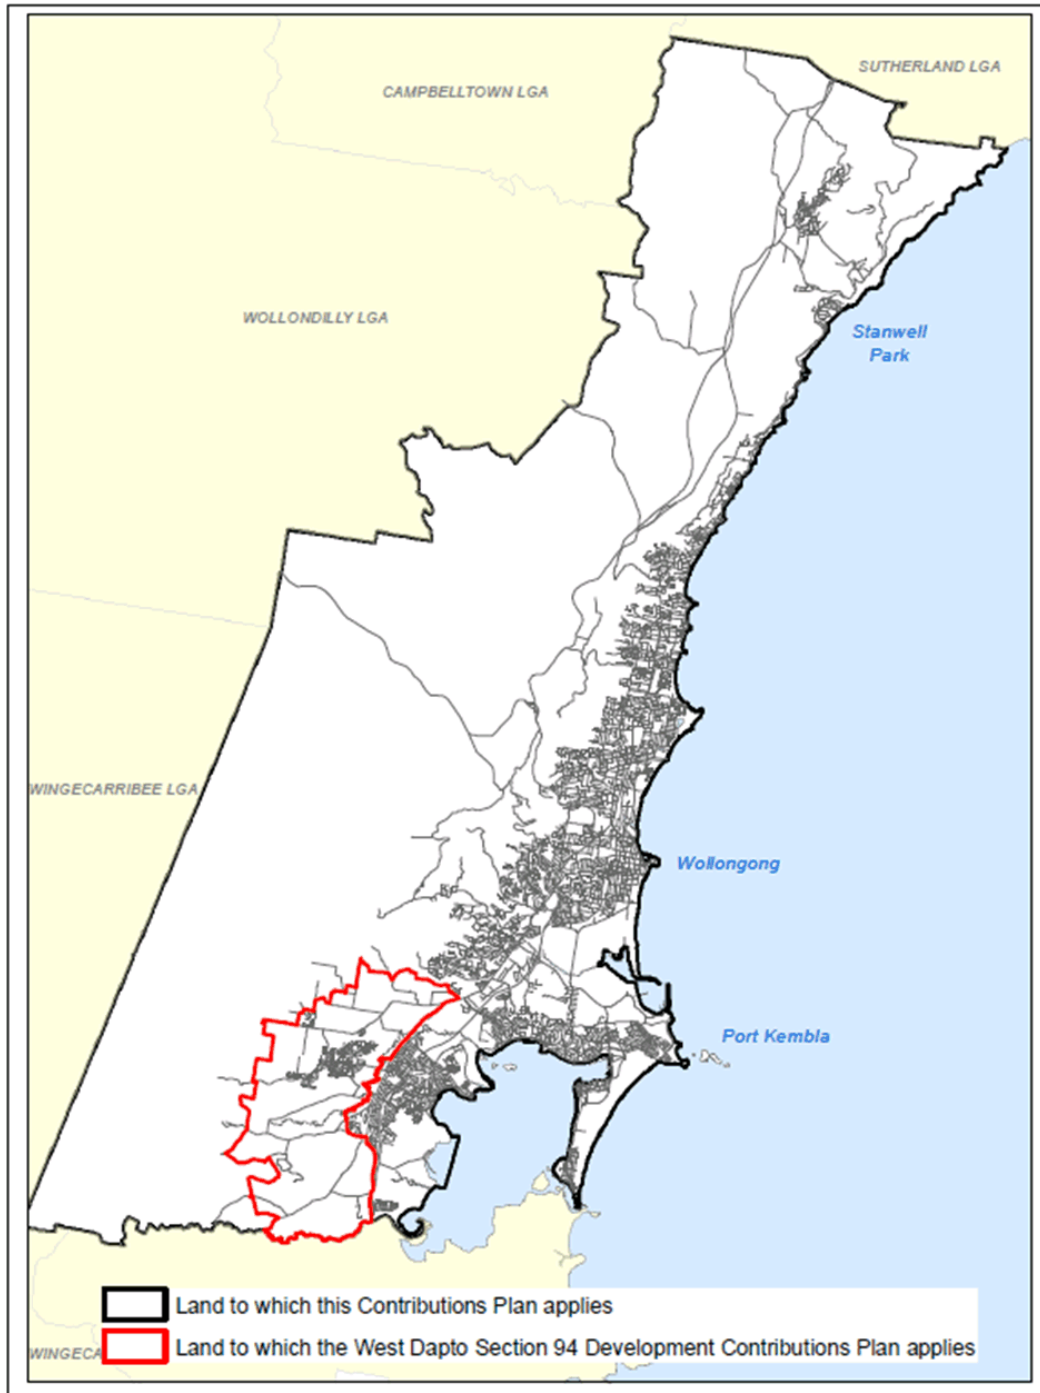 SUTHERLAND LGA
CAMPBELLTOWN LGA
WOLLONDILLY LGA
Stanwell
Park
WINGECARRIBEE LGA
Wollongong
Port Kembla
Land to which this Contributions Plan applies
Land to which the West Dapto Section 94 Development Contributions Plan applies
WINGECA